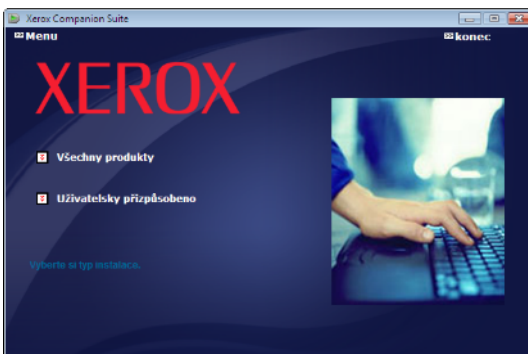 Xerox Companion Suite
Menu
konec
XEROX
Všechny produkty
Uživatelsky přizpůsobeno
Vyberte si typ instalace.